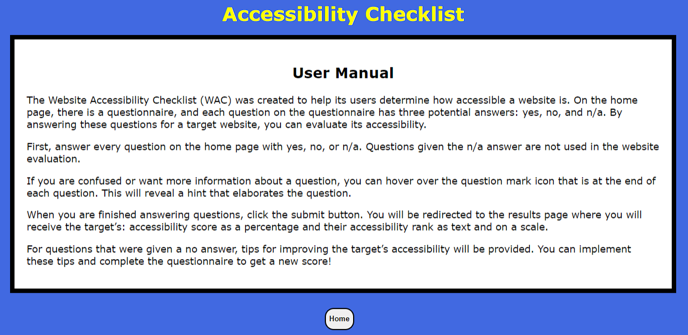 Accessibility Checklist
User Manual
The Website Accessibility Checklist (WAC) was created to help its users determine how accessible a website is. On the home
page, there is a questionnaire, and each question on the questionnaire has three potential answers: yes, no, and n/a. By
answering these questions for a target website, you can evaluate its accessibility.
First, answer every question on the home page with yes, no, or n/a. Questions given the n/a answer are not used in the website
evaluation.
If you are confused or want more information about a question, you can hover over the question mark icon that is at the end of
each question. This will reveal a hint that elaborates the question.
When you are finished answering questions, click the submit button. You will be redirected to the results page where you will
receive the target’s: accessibility score as a percentage and their accessibility rank as text and on a scale.
For questions that were given a no answer, tips for improving the target’s accessibility will be provided. You can implement
these tips and complete the questionnaire to get a new score!
Home